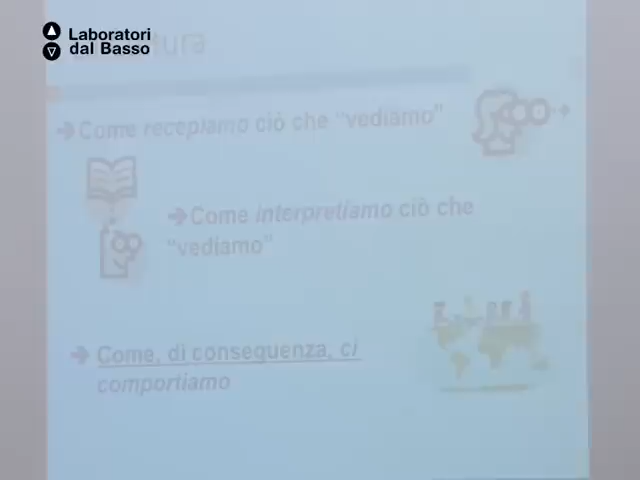 Laboratori
dal Basso
Come recepiamo ciò che "vediamo"
Come interpretiamo ciò che
"vediamo"
Come, di conseguenza, ci
comportiamo